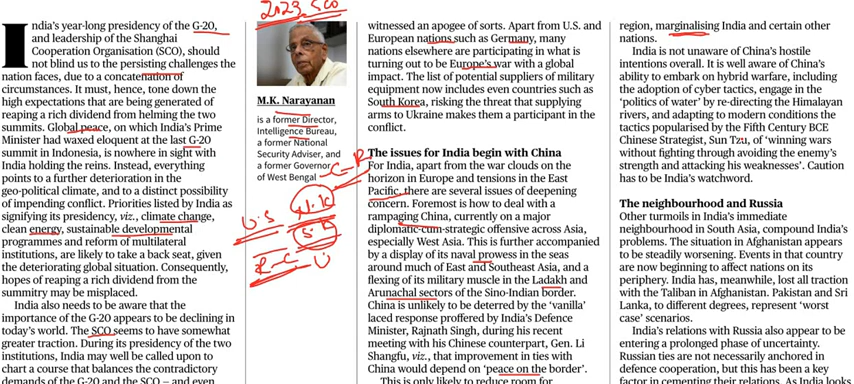 2023 SCO
India's year-long presidency of the G-20,
and leadership of the Shanghai
Cooperation Organisation (SCO), should
not blind us to the persisting challenges the
nation faces, due to a concatenation of
circumstances. It must, hence, tone down the
high expectations that are being generated of
reaping a rich dividend from helming the two
summits. Global peace, on which India's Prime
Minister had waxed eloquent at the last G-20
summit in Indonesia, is nowhere in sight with
India holding the reins. Instead, everything
points to a further deterioration in the
geo-political climate, and to a distinct possibility
of impending conflict. Priorities listed by India as
signifying its presidency, viz., climate change,
clean energy, sustainable developmental
programmes and reform of multilateral
institutions, are likely to take a back seat, given
the deteriorating global situation. Consequently,
hopes of reaping a rich dividend from the
summitry may be misplaced.
India also needs to be aware that the
importance of the G-20 appears to be declining in
today's world. The SCO seems to have somewhat
greater traction. During its presidency of the two
institutions, India may well be called upon to
chart a course that balances the contradictory
demands of the G-20 and the SCO — and even
M.K. Narayanan
is a former Director,
Intelligence Bureau,
a former National
Security Adviser, and
a former Governor
of West Bengal
G-R
N.K
U.S
S.K
R-C
U
witnessed an apogee of sorts. Apart from U.S. and
European nations such as Germany, many
nations elsewhere are participating in what is
turning out to be Europe's war with a global
impact. The list of potential suppliers of military
equipment now includes even countries such as
South Korea, risking the threat that supplying
arms to Ukraine makes them a participant in the
conflict.
The issues for India begin with China
For India, apart from the war clouds on the
horizon in Europe and tensions in the East
Pacific, there are several issues of deepening
concern. Foremost is how to deal with a
rampaging China, currently on a major
diplomatic-cum-strategic offensive across Asia,
especially West Asia. This is further accompanied
by a display of its naval prowess in the seas
around much of East and Southeast Asia, and a
flexing of its military muscle in the Ladakh and
Arunachal sectors of the Sino-Indian border.
China is unlikely to be deterred by the 'vanilla'
laced response proffered by India's Defence
Minister, Rajnath Singh, during his recent
meeting with his Chinese counterpart, Gen. Li
Shangfu, viz., that improvement in ties with
China would depend on 'peace on the border'.
This is only likely to reduce room for
region, marginalising India and certain other
nations.
India is not unaware of China's hostile
intentions overall. It is well aware of China's
ability to embark on hybrid warfare, including
the adoption of cyber tactics, engage in the
'politics of water' by re-directing the Himalayan
rivers, and adapting to modern conditions the
tactics popularised by the Fifth Century BCE
Chinese Strategist, Sun Tzu, of 'winning wars
without fighting through avoiding the enemy's
strength and attacking his weaknesses'. Caution
has to be India's watchword.
The neighbourhood and Russia
Other turmoils in India's immediate
neighbourhood in South Asia, compound India's
problems. The situation in Afghanistan appears
to be steadily worsening. Events in that country
are now beginning to affect nations on its
periphery. India has, meanwhile, lost all traction
with the Taliban in Afghanistan. Pakistan and Sri
Lanka, to different degrees, represent 'worst
case' scenarios.
India's relations with Russia also appear to be
entering a prolonged phase of uncertainty.
Russian ties are not necessarily anchored in
defence cooperation, but this has been a key
factor in cementing their relations. As India looks